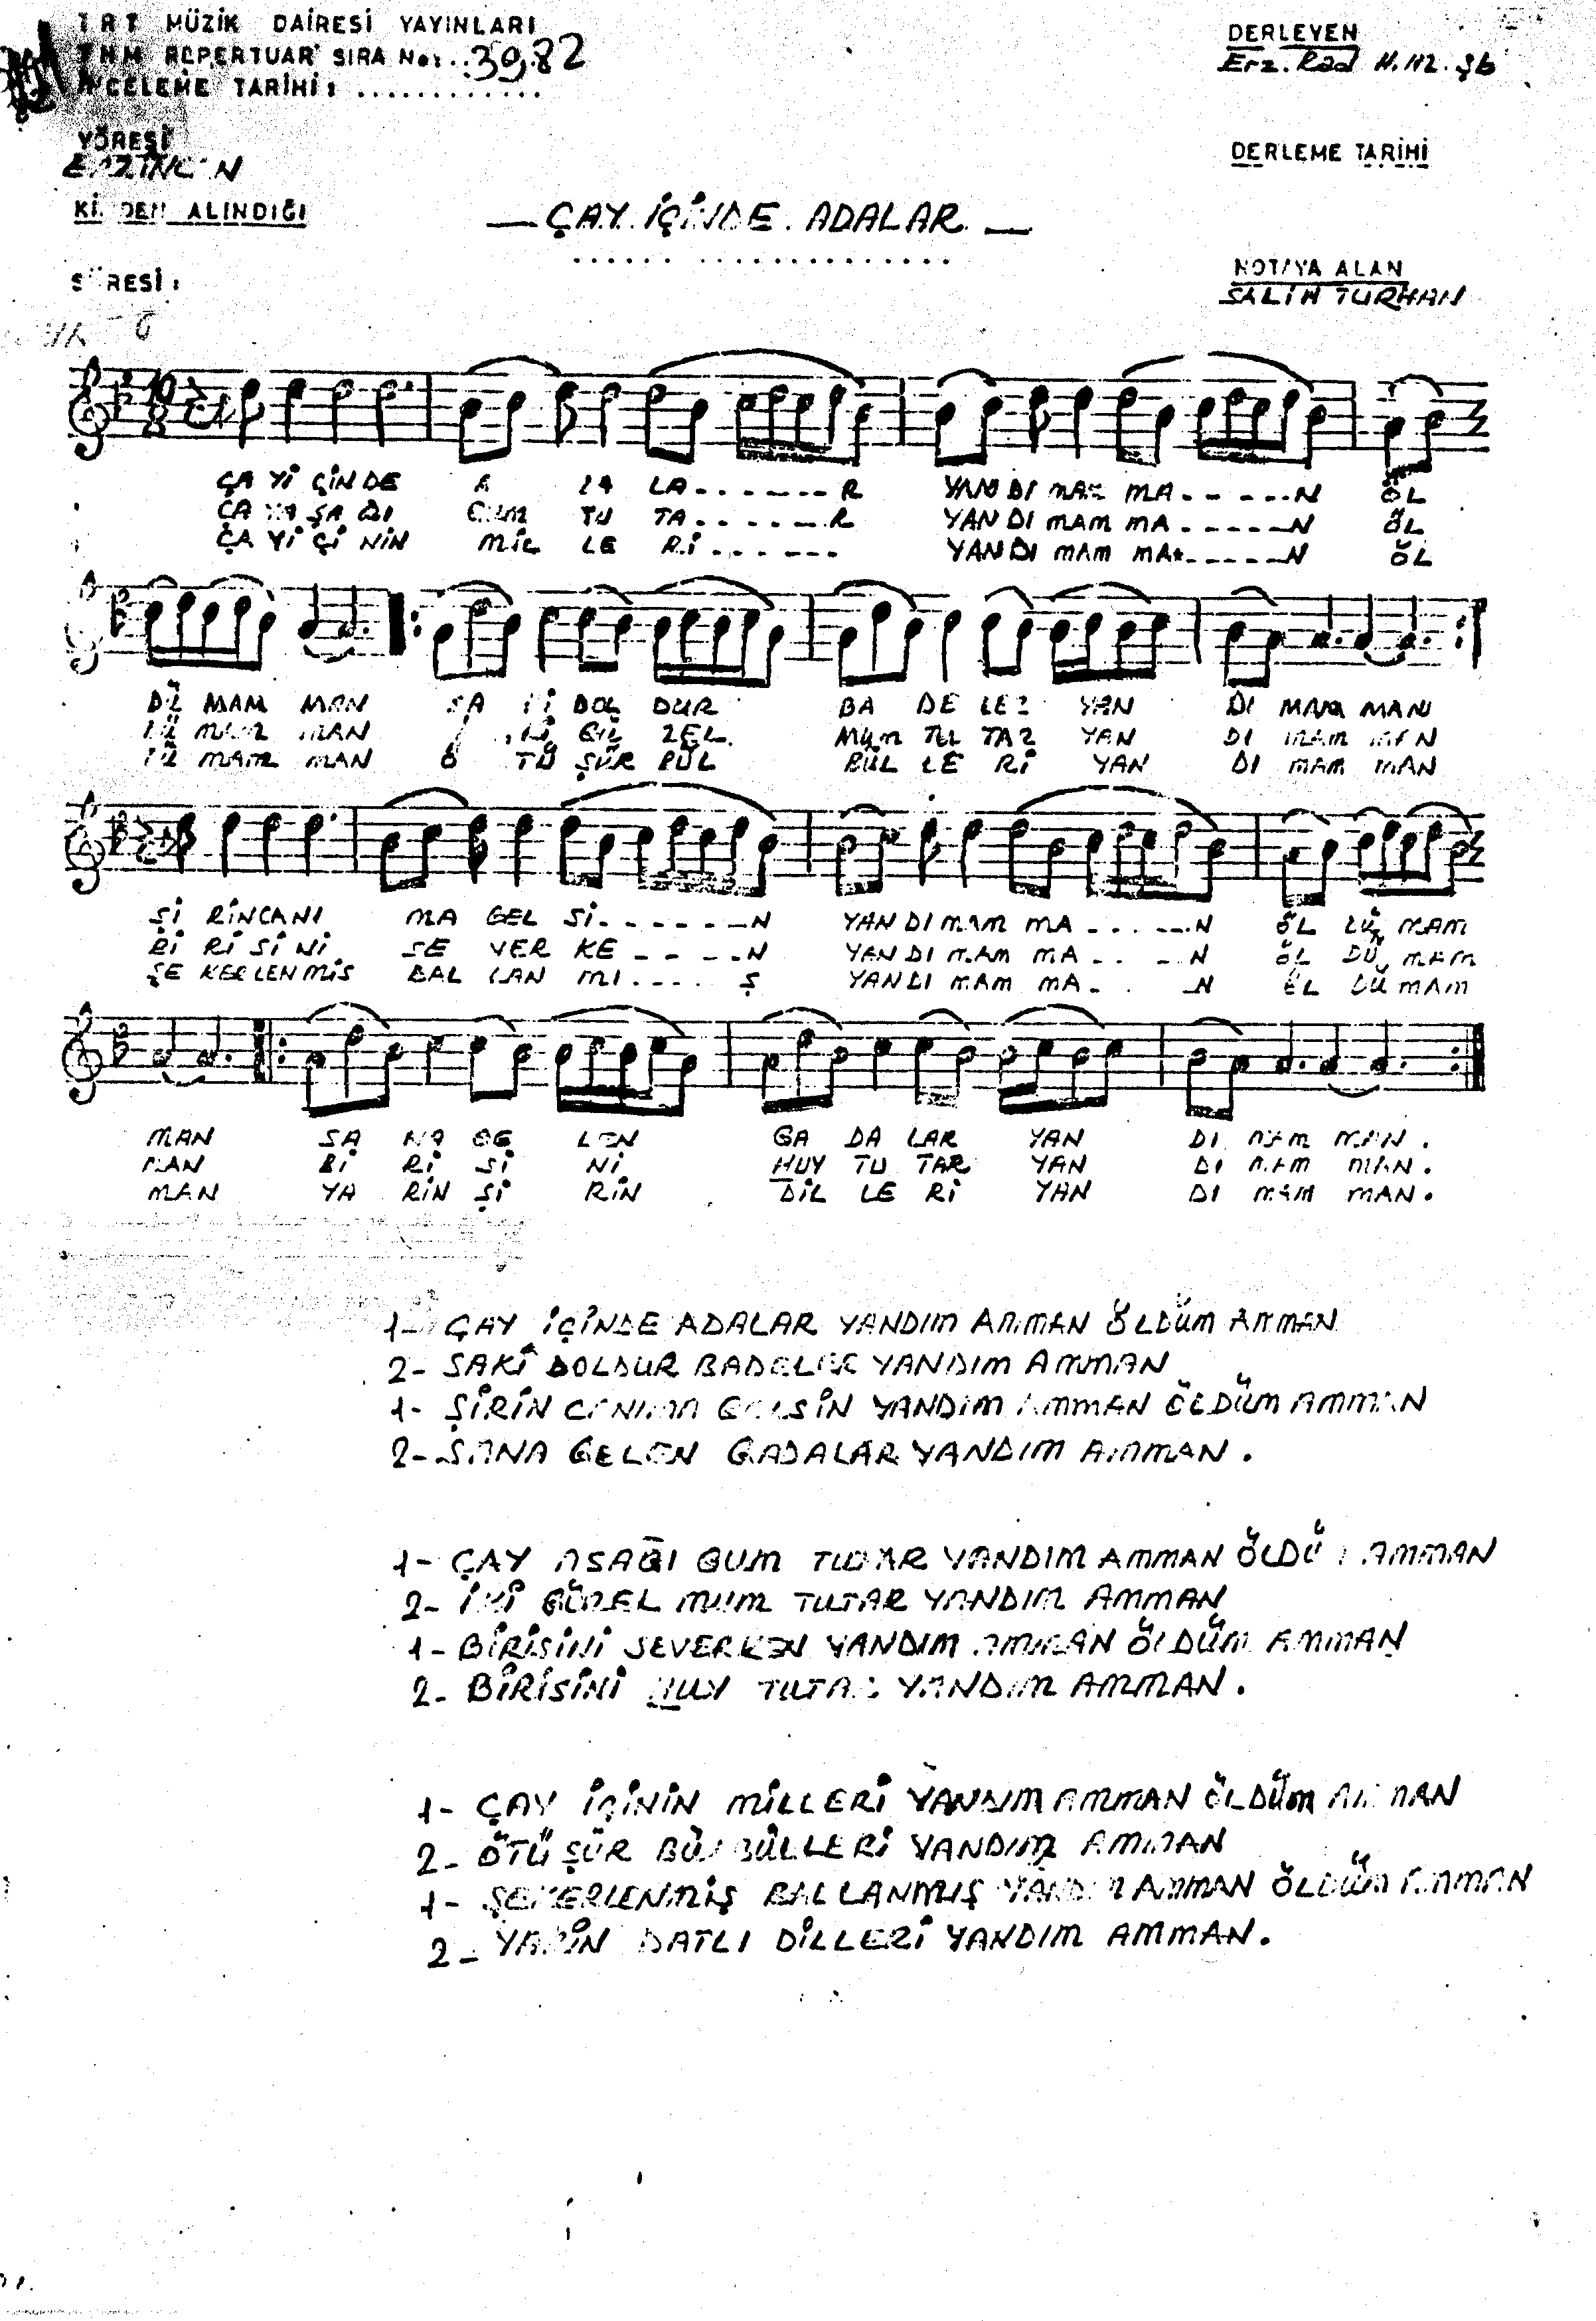 TRT MÜZİK DAİRESİ YAYINLARI
THM REPERTUAR SIRA No: 3982
İNCELEME TARİHİ:
YÖRESİ
ERZİNCAN
KİMDEN ALINDIĞI
SÜRESİ:
DERLEYEN
Erz. Rad. H.M. Şb
DERLEME TARİHİ
NOTAYA ALAN
SALİH TURHAN
— ÇAY İÇİNDE ADALAR —
ÇA Yİ ÇİN DE A DA LA - - - - - - R YAN DI MAM MA - - - - - N ÖL
ÇA YA ŞA ĞI GUM TU TA - - - - - - R YAN DI MAM MA - - - - - N ÖL
ÇA Yİ Çİ NİN MİL LE Rİ - - - - - - YAN DI MAM MA - - - - - N ÖL
DÜ MAM MAN SA Kİ DOL DUR BA DE LER YAN DI MAM MAN
DÜ MAM MAN İ Kİ GÜ ZEL MUM TU TAR YAN DI MAM MAN
DÜ MAM MAN Ö TÜ ŞÜR BÜL BÜL LE Rİ YAN DI MAM MAN
Şİ RİN CANI MA GEL Sİ - - - - - - N YAN DI MAM MA - - - - - N ÖL DÜ MAM
Bİ Rİ Sİ Nİ SE VER KE - - - - N YAN DI MAM MA - - - - N ÖL DÜ MAM
ŞE KER LEN MİŞ BAL LAN MI - - - - Ş YAN DI MAM MA - - - N ÖL DÜ MAM
MAN SA NA GE LEN GA DA LAR YAN DI MAM MAN.
MAN Bİ Rİ Sİ Nİ HUY TU TAR YAN DI MAM MAN.
MAN YA RİN Şİ RİN DİL LE Rİ YAN DI MAM MAN.
1- ÇAY İÇİNDE ADALAR YANDIM AMMAN ÖLDÜM AMMAN
2- SAKİ DOLDUR BADELER YANDIM AMMAN
1- ŞİRİN CANIMA GELSİN YANDIM AMMAN ÖLDÜM AMMAN
2- SANA GELEN GADALAR YANDIM AMMAN.
1- ÇAY AŞAĞI GUM TUTAR YANDIM AMMAN ÖLDÜM AMMAN
2- İKİ GÜZEL MUM TUTAR YANDIM AMMAN
1- BİRİSİNİ SEVERKEN YANDIM AMMAN ÖLDÜM AMMAN
2- BİRİSİNİ HUY TUTAR YANDIM AMMAN.
1- ÇAY İÇİNİN MİLLERİ YANDIM AMMAN ÖLDÜM AMMAN
2- ÖTÜŞÜR BÜLBÜLLERİ YANDIM AMMAN
1- ŞEKERLENMİŞ BALLANMIŞ YANDIM AMMAN ÖLDÜM AMMAN
2- YARİN DATLI DİLLERİ YANDIM AMMAN.